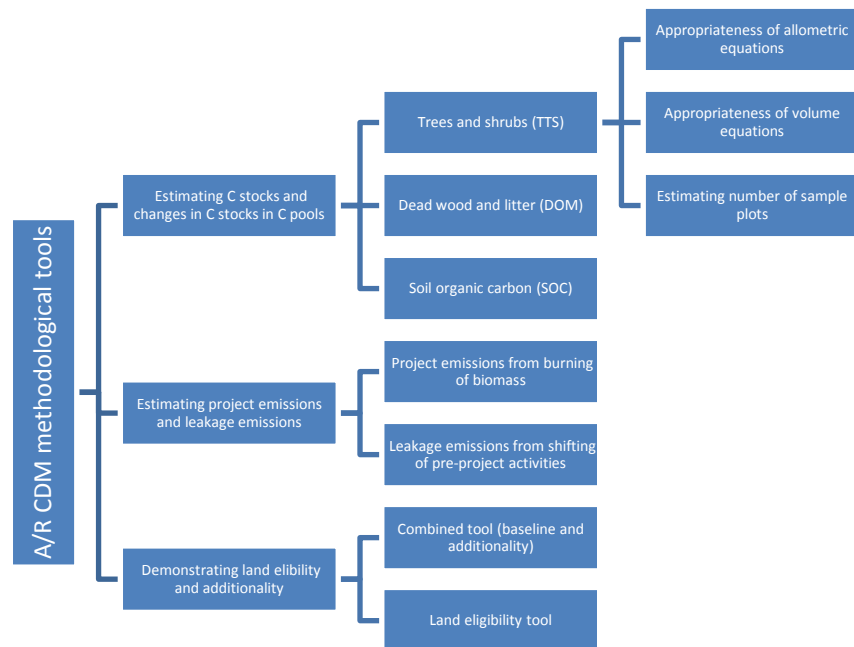 A/R CDM methodological tools
Estimating C stocks and
changes in C stocks in C pools
Trees and shrubs (TTS)
Appropriateness of allometric
equations
Appropriateness of volume
equations
Estimating number of sample
plots
Dead wood and litter (DOM)
Soil organic carbon (SOC)
Estimating project emissions
and leakage emissions
Project emissions from burning
of biomass
Leakage emissions from shifting
of pre-project activities
Demonstrating land elibility
and additionality
Combined tool (baseline and
additionality)
Land eligibility tool